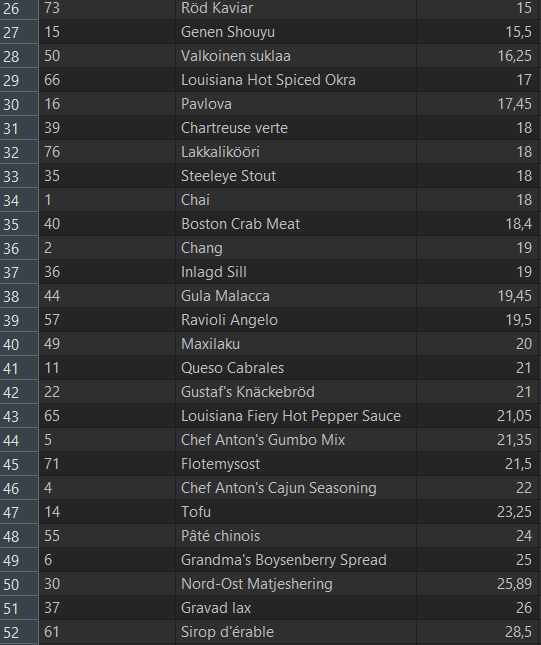 26 73 Röd Kaviar 15
27 15 Genen Shouyu 15,5
28 50 Valkoinen suklaa 16,25
29 66 Louisiana Hot Spiced Okra 17
30 16 Pavlova 17,45
31 39 Chartreuse verte 18
32 76 Lakkalikööri 18
33 35 Steeleye Stout 18
34 1 Chai 18
35 40 Boston Crab Meat 18,4
36 2 Chang 19
37 36 Inlagd Sill 19
38 44 Gula Malacca 19,45
39 57 Ravioli Angelo 19,5
40 49 Maxilaku 20
41 11 Queso Cabrales 21
42 22 Gustaf's Knäckebröd 21
43 65 Louisiana Fiery Hot Pepper Sauce 21,05
44 5 Chef Anton's Gumbo Mix 21,35
45 71 Flotemysost 21,5
46 4 Chef Anton's Cajun Seasoning 22
47 14 Tofu 23,25
48 55 Pâté chinois 24
49 6 Grandma's Boysenberry Spread 25
50 30 Nord-Ost Matjeshering 25,89
51 37 Gravad lax 26
52 61 Sirop d'érable 28,5